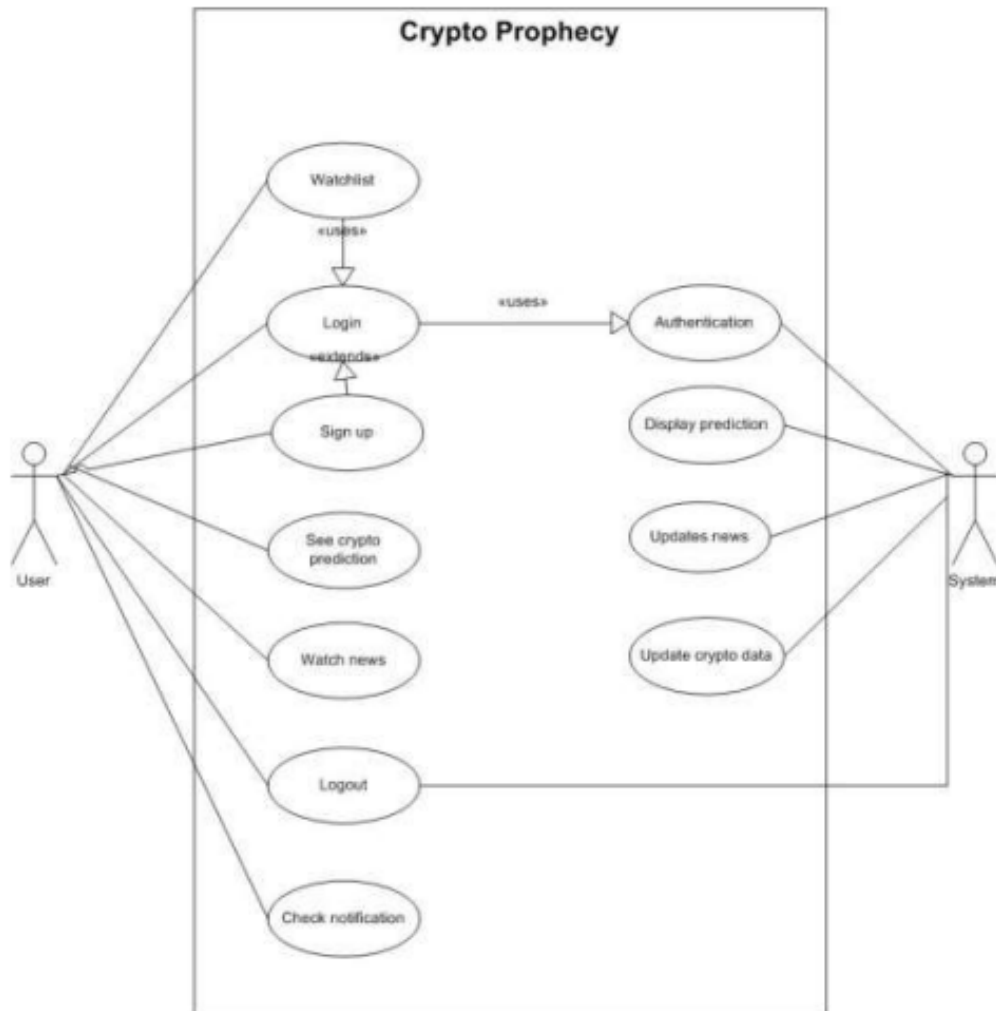 Crypto Prophecy
Watchlist
«uses»
Login
«uses»
Authentication
«extends»
Sign up
Display prediction
See crypto
prediction
Updates news
User
System
Watch news
Update crypto data
Logout
Check notification